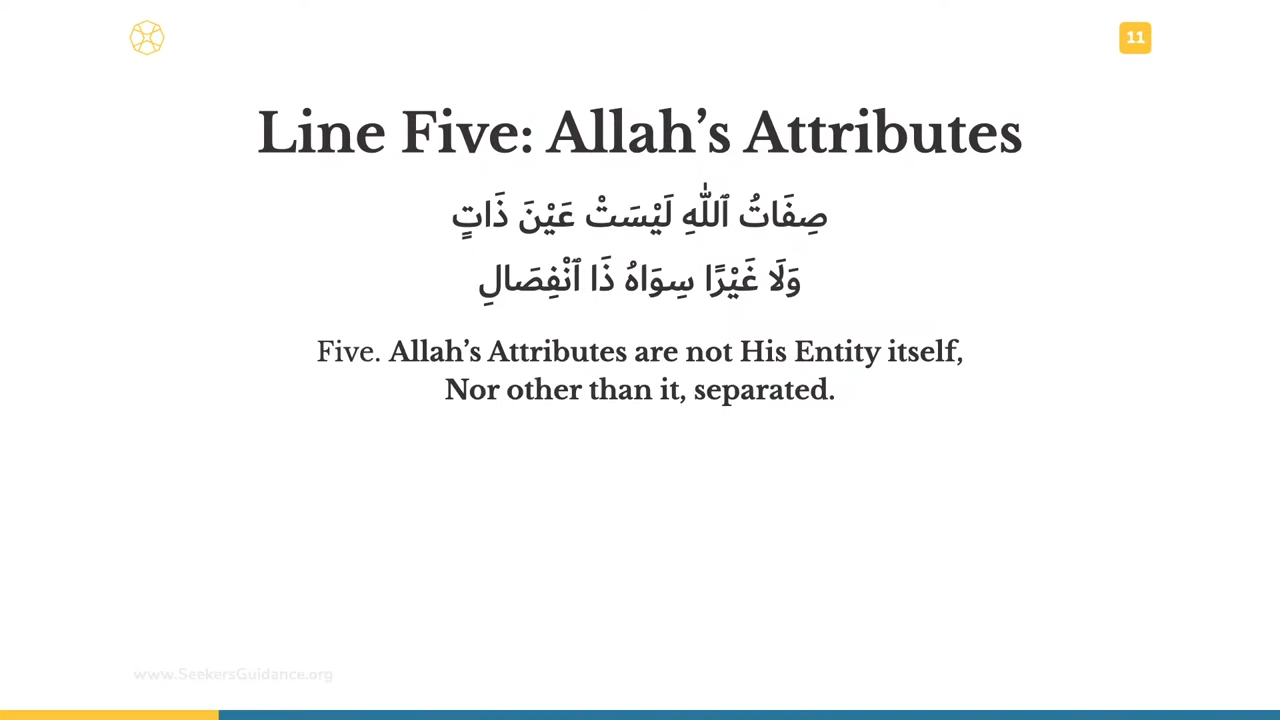 11
Line Five: Allah’s Attributes
صِفَاتُ ٱللّٰهِ لَيْسَتْ عَيْنَ ذَاتٍ
وَلَا غَيْرًا سِوَاهُ ذَا ٱنْفِصَالِ
Five. Allah’s Attributes are not His Entity itself,
Nor other than it, separated.
www.SeekersGuidance.org